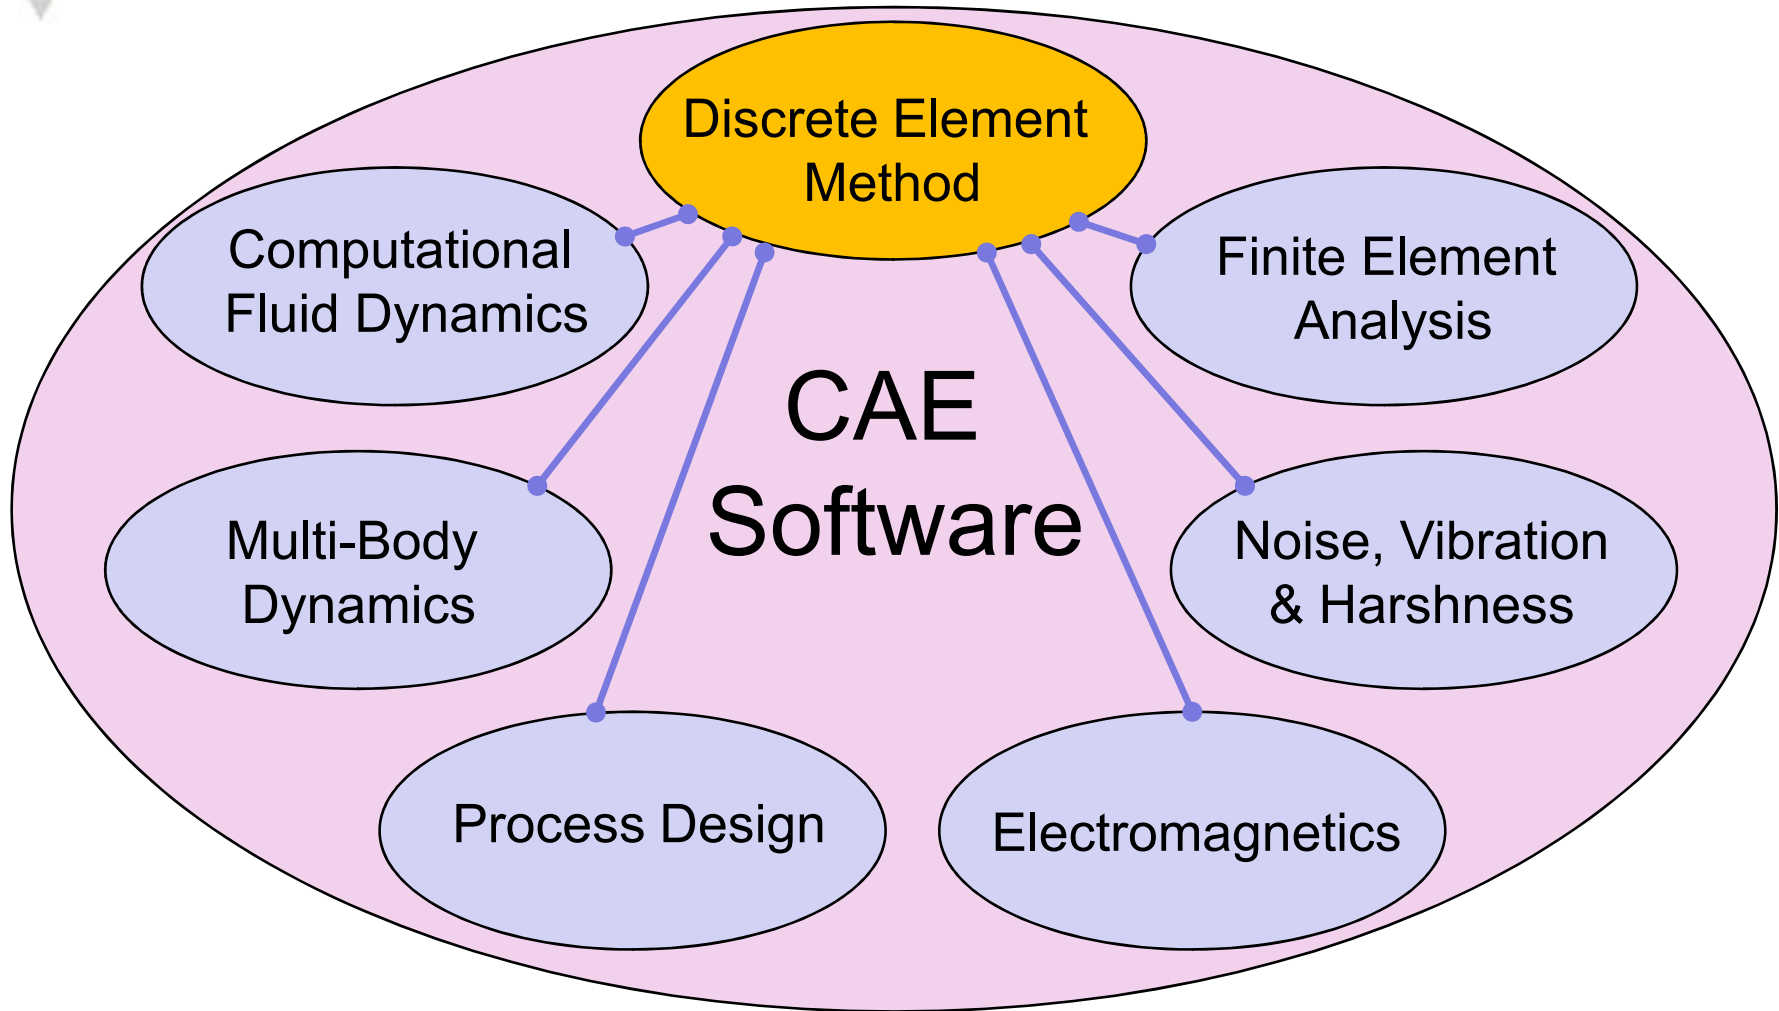 Discrete Element
Method
Computational
Fluid Dynamics
Finite Element
Analysis
CAE
Software
Multi-Body
Dynamics
Noise, Vibration
& Harshness
Process Design
Electromagnetics